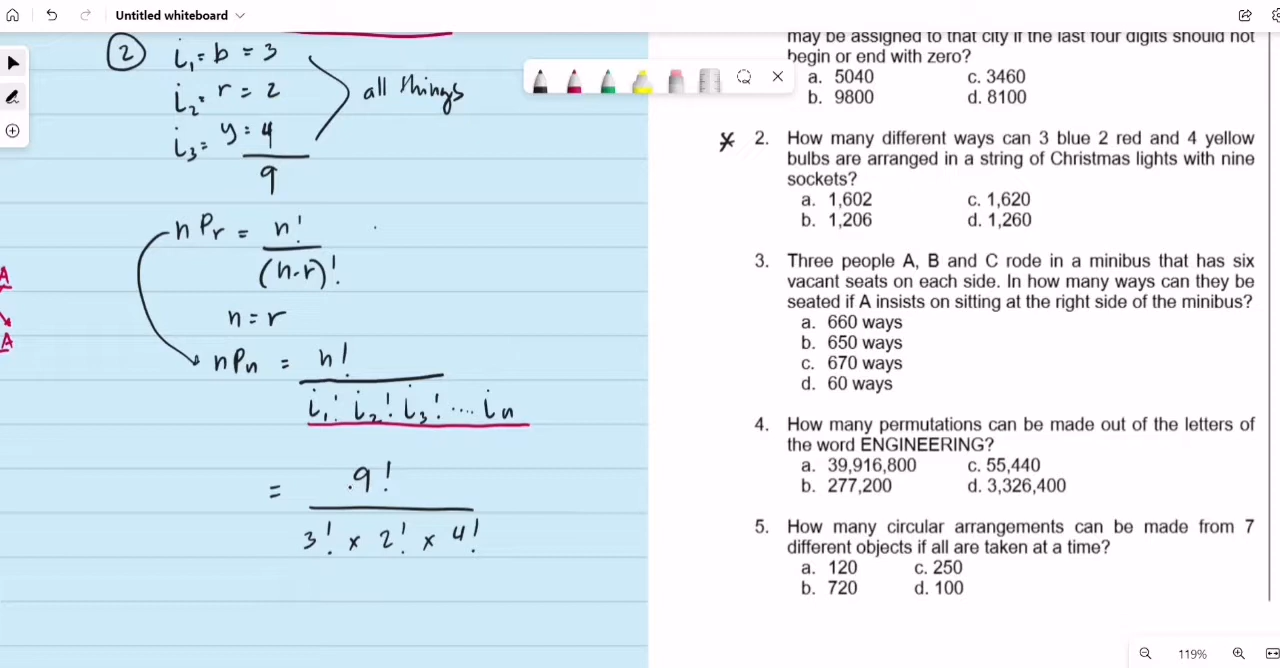 Untitled whiteboard
2 i₁ = b = 3
i₂ = r = 2
i₃ = y = 4
9
all things
nPr = n! / (n-r)!
n = r
nPn = n! / i₁! i₂! i₃! .... in
= 9! / 3! x 2! x 4!
A
A
may be assigned to that city if the last four digits should not
begin or end with zero?
a. 5040 c. 3460
b. 9800 d. 8100
* 2. How many different ways can 3 blue 2 red and 4 yellow
bulbs are arranged in a string of Christmas lights with nine
sockets?
a. 1,602 c. 1,620
b. 1,206 d. 1,260
3. Three people A, B and C rode in a minibus that has six
vacant seats on each side. In how many ways can they be
seated if A insists on sitting at the right side of the minibus?
a. 660 ways
b. 650 ways
c. 670 ways
d. 60 ways
4. How many permutations can be made out of the letters of
the word ENGINEERING?
a. 39,916,800 c. 55,440
b. 277,200 d. 3,326,400
5. How many circular arrangements can be made from 7
different objects if all are taken at a time?
a. 120 c. 250
b. 720 d. 100
119%